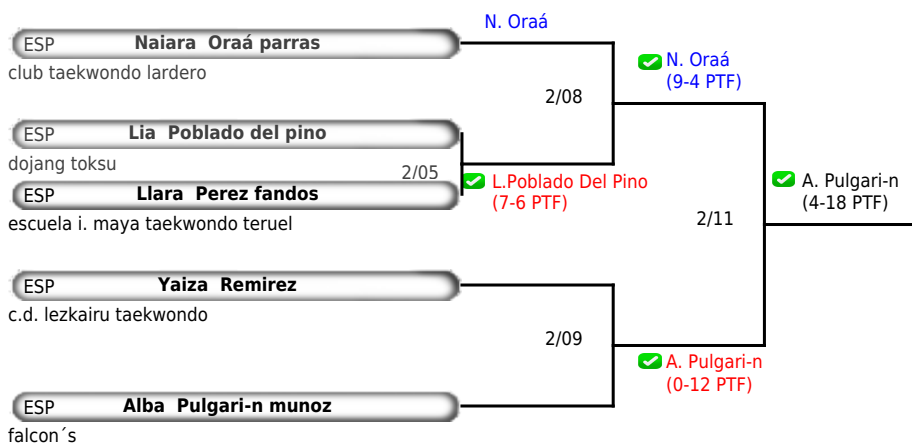 N. Oraá
ESP Naiara Oraá parras
club taekwondo lardero
N. Oraá
(9-4 PTF)
2/08
ESP Lia Poblado del pino
dojang toksu
2/05
L.Poblado Del Pino
(7-6 PTF)
ESP Llara Perez fandos
escuela i. maya taekwondo teruel
A. Pulgari-n
(4-18 PTF)
2/11
ESP Yaiza Remirez
c.d. lezkairu taekwondo
2/09
A. Pulgari-n
(0-12 PTF)
ESP Alba Pulgari-n munoz
falcon´s